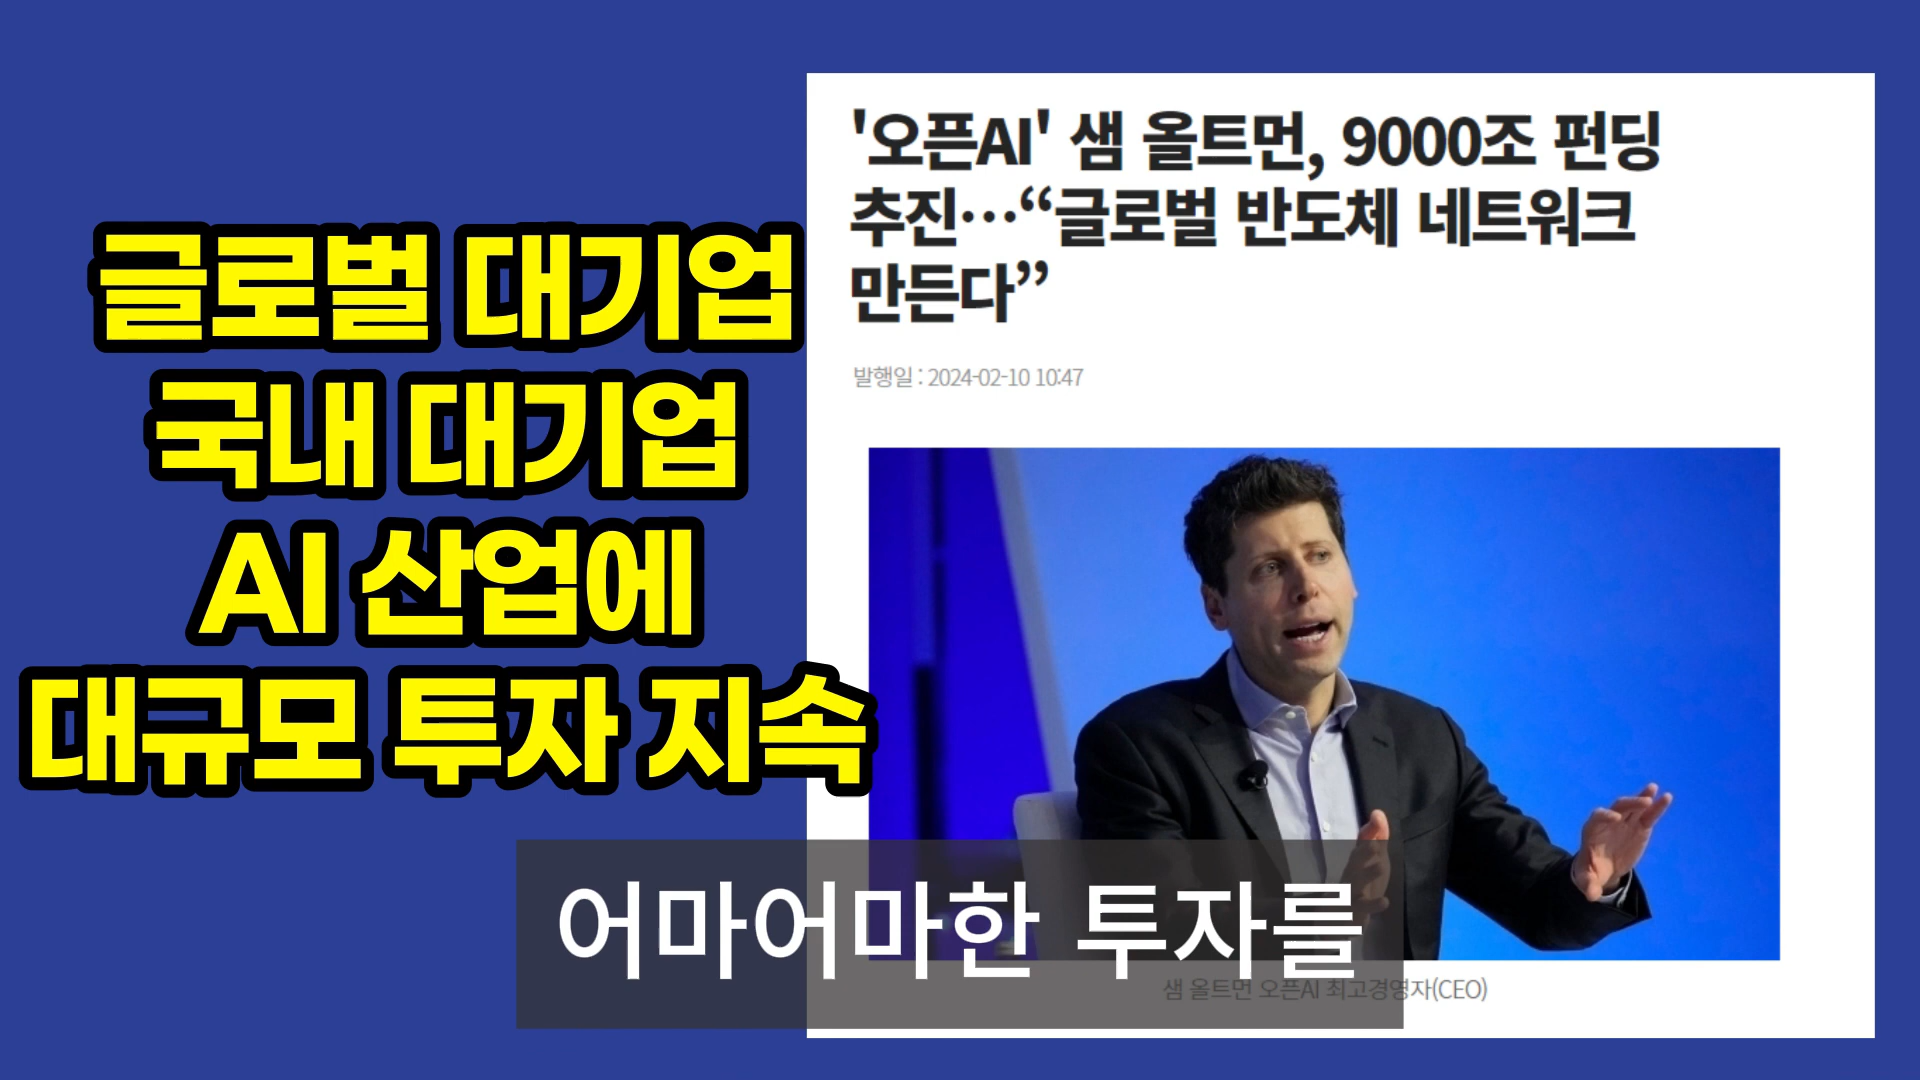 글로벌 대기업
국내 대기업
AI 산업에
대규모 투자 지속
'오픈AI' 샘 올트먼, 9000조 펀딩
추진…“글로벌 반도체 네트워크
만든다”
발행일 : 2024-02-10 10:47
샘 올트먼 오픈AI 최고경영자(CEO)
어마어마한 투자를